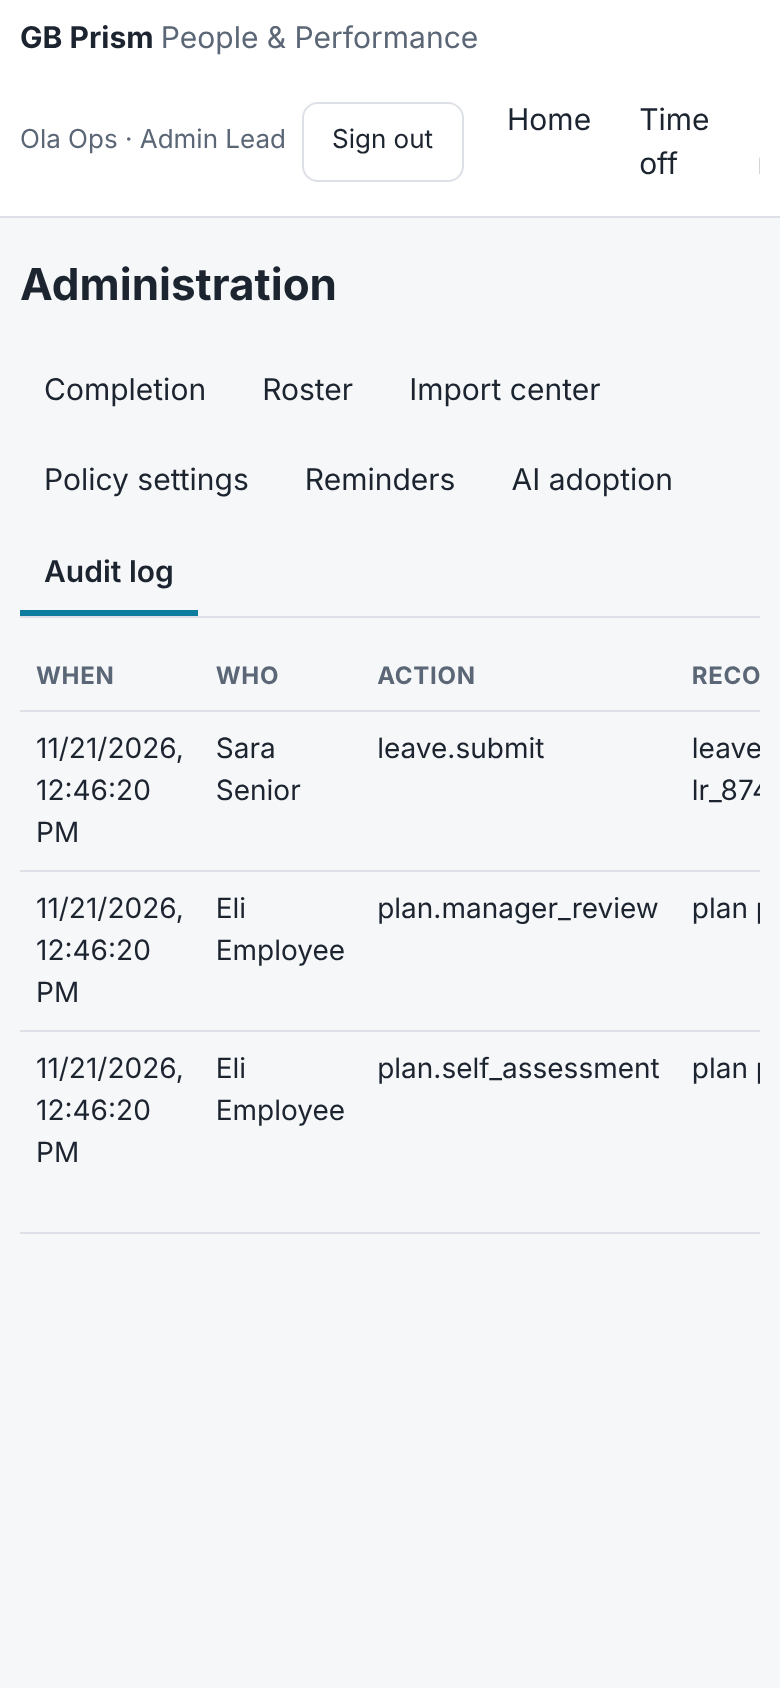 GB Prism People & Performance
Ola Ops · Admin Lead Sign out Home Time off
Administration
Completion Roster Import center
Policy settings Reminders AI adoption
Audit log
WHEN WHO ACTION RECO
11/21/2026, 12:46:20 PM Sara Senior leave.submit leave lr_874
11/21/2026, 12:46:20 PM Eli Employee plan.manager_review plan
11/21/2026, 12:46:20 PM Eli Employee plan.self_assessment plan